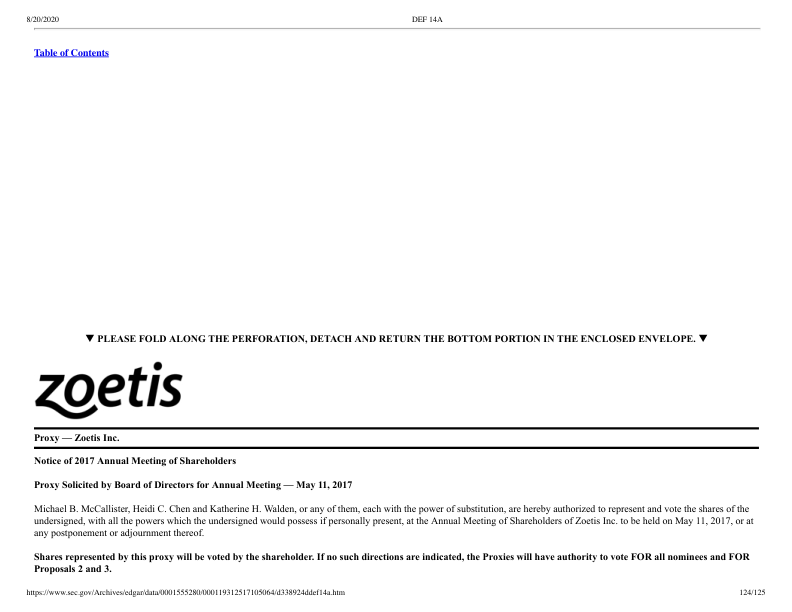 8/20/2020 DEF 14A
Table of Contents
▼ PLEASE FOLD ALONG THE PERFORATION, DETACH AND RETURN THE BOTTOM PORTION IN THE ENCLOSED ENVELOPE. ▼
zoetis
Proxy — Zoetis Inc.
Notice of 2017 Annual Meeting of Shareholders
Proxy Solicited by Board of Directors for Annual Meeting — May 11, 2017
Michael B. McCallister, Heidi C. Chen and Katherine H. Walden, or any of them, each with the power of substitution, are hereby authorized to represent and vote the shares of the
undersigned, with all the powers which the undersigned would possess if personally present, at the Annual Meeting of Shareholders of Zoetis Inc. to be held on May 11, 2017, or at
any postponement or adjournment thereof.
Shares represented by this proxy will be voted by the shareholder. If no such directions are indicated, the Proxies will have authority to vote FOR all nominees and FOR
Proposals 2 and 3.
https://www.sec.gov/Archives/edgar/data/0001555280/000119312517105064/d338924ddef14a.htm 124/125